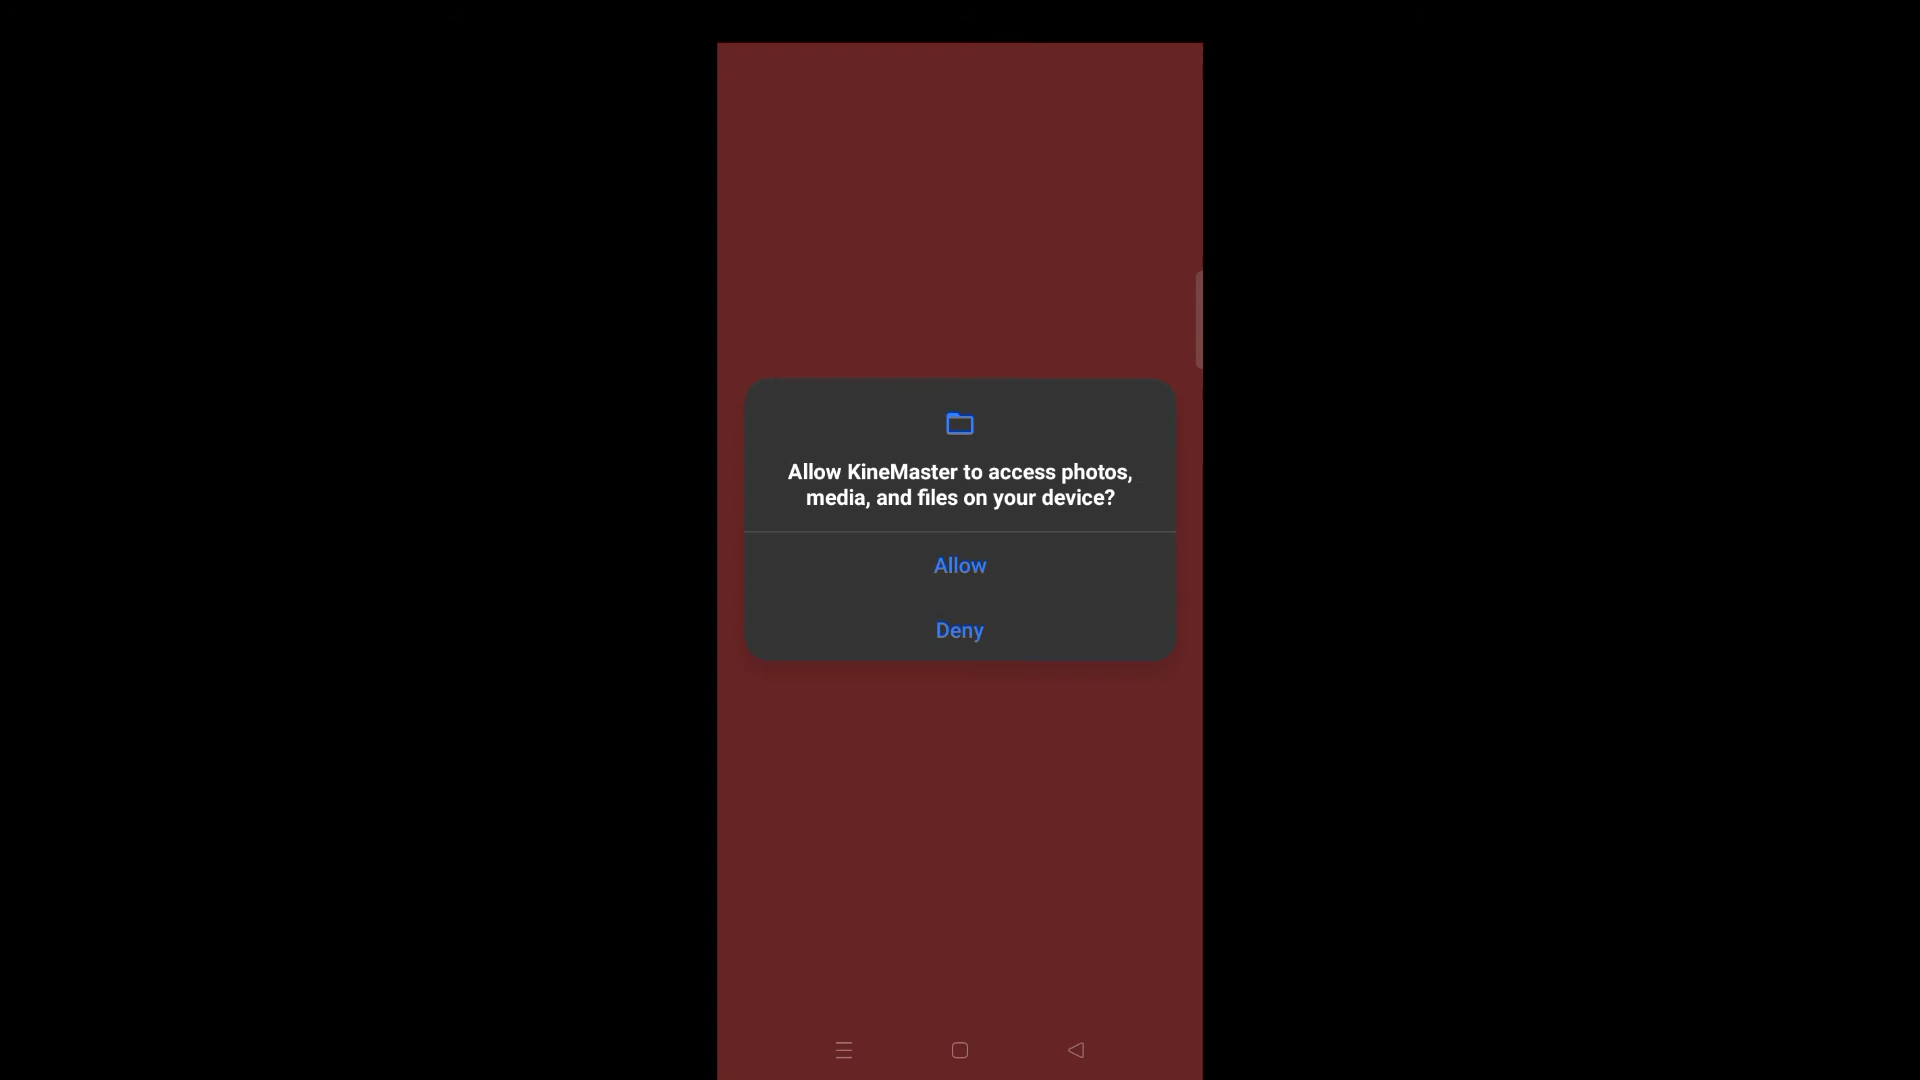 Allow KineMaster to access photos,
media, and files on your device?
Allow
Deny